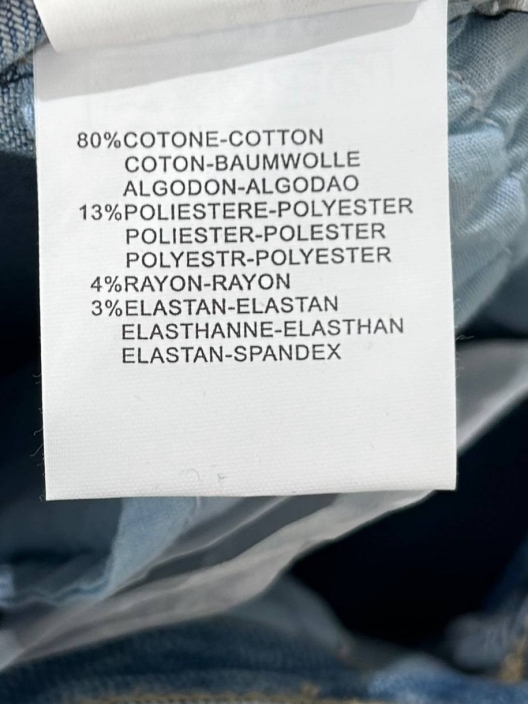 80%COTONE-COTTON
COTON-BAUMWOLLE
ALGODON-ALGODAO
13%POLIESTERE-POLYESTER
POLIESTER-POLESTER
POLYESTR-POLYESTER
4%RAYON-RAYON
3%ELASTAN-ELASTAN
ELASTHANNE-ELASTHAN
ELASTAN-SPANDEX